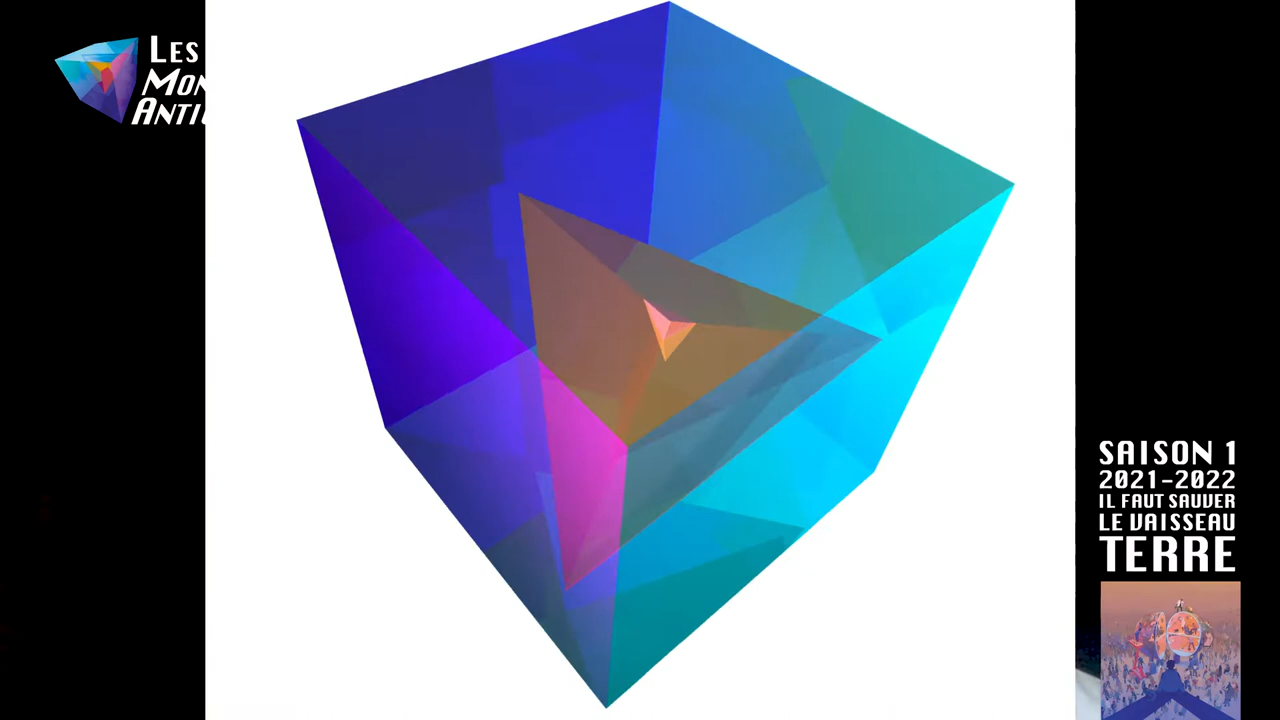 LES
SAISON 1
2021-2022
IL FAUT SAUVER
LE VAISSEAU
TERRE